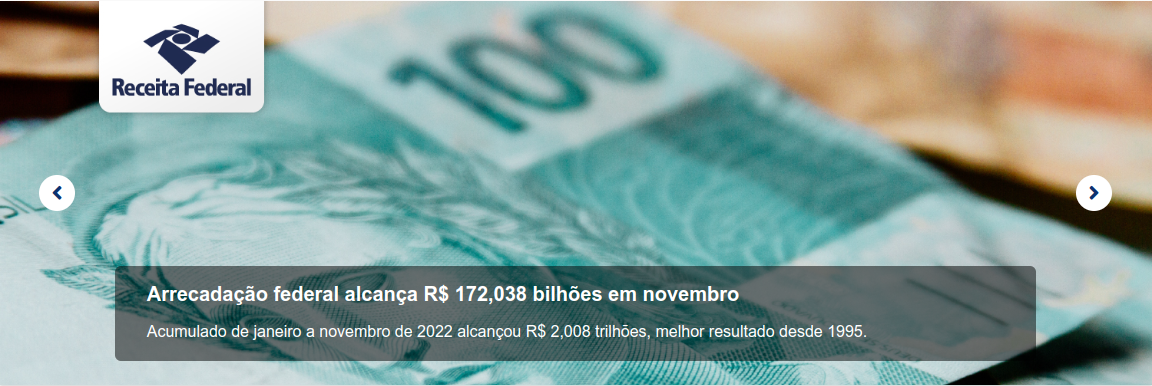 Receita Federal
100
Arrecadação federal alcança R$ 172,038 bilhões em novembro
Acumulado de janeiro a novembro de 2022 alcançou R$ 2,008 trilhões, melhor resultado desde 1995.